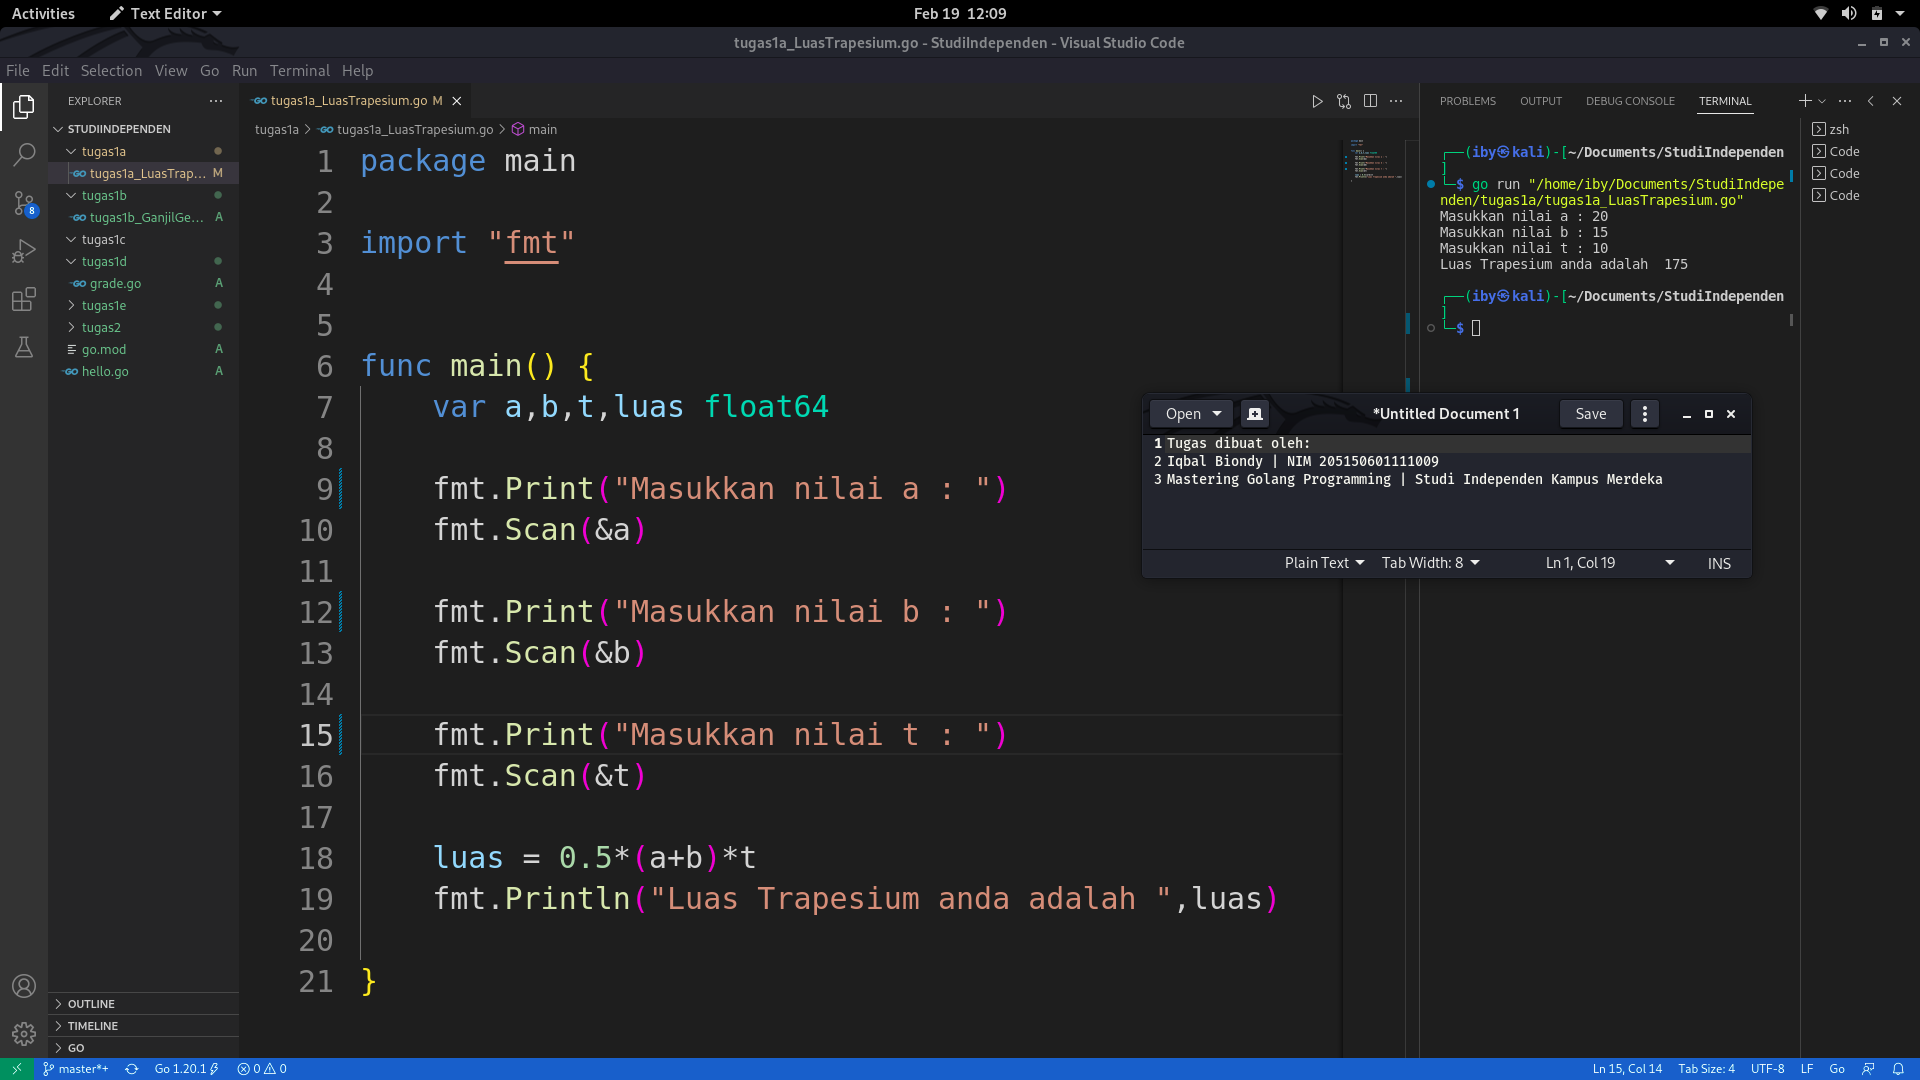 Activities Text Editor Feb 19 12:09
tugas1a_LuasTrapesium.go - StudiIndependen - Visual Studio Code
File Edit Selection View Go Run Terminal Help
EXPLORER
STUDIINDEPENDEN
tugas1a
tugas1a_LuasTrap... M
tugas1b
tugas1b_GanjilGe... A
tugas1c
tugas1d
grade.go A
tugas1e
tugas2
go.mod A
hello.go A
OUTLINE
TIMELINE
GO
8
tugas1a_LuasTrapesium.go M
tugas1a > tugas1a_LuasTrapesium.go > main
1 package main
2
3 import "fmt"
4
5
6 func main() {
7 var a,b,t,luas float64
8
9 fmt.Print("Masukkan nilai a : ")
10 fmt.Scan(&a)
11
12 fmt.Print("Masukkan nilai b : ")
13 fmt.Scan(&b)
14
15 fmt.Print("Masukkan nilai t : ")
16 fmt.Scan(&t)
17
18 luas = 0.5*(a+b)*t
19 fmt.Println("Luas Trapesium anda adalah ",luas)
20
21 }
PROBLEMS OUTPUT DEBUG CONSOLE TERMINAL
┌──(iby㉿kali)-[~/Documents/StudiIndependen
]
└─$ go run "/home/iby/Documents/StudiIndepe
nden/tugas1a/tugas1a_LuasTrapesium.go"
Masukkan nilai a : 20
Masukkan nilai b : 15
Masukkan nilai t : 10
Luas Trapesium anda adalah  175
┌──(iby㉿kali)-[~/Documents/StudiIndependen
]
└─$
zsh
Code
Code
Code
Open *Untitled Document 1 Save
1 Tugas dibuat oleh:
2 Iqbal Biondy | NIM 205150601111009
3 Mastering Golang Programming | Studi Independen Kampus Merdeka
Plain Text Tab Width: 8 Ln 1, Col 19 INS
master*+ Go 1.20.1 0 0 Ln 15, Col 14 Tab Size: 4 UTF-8 LF Go